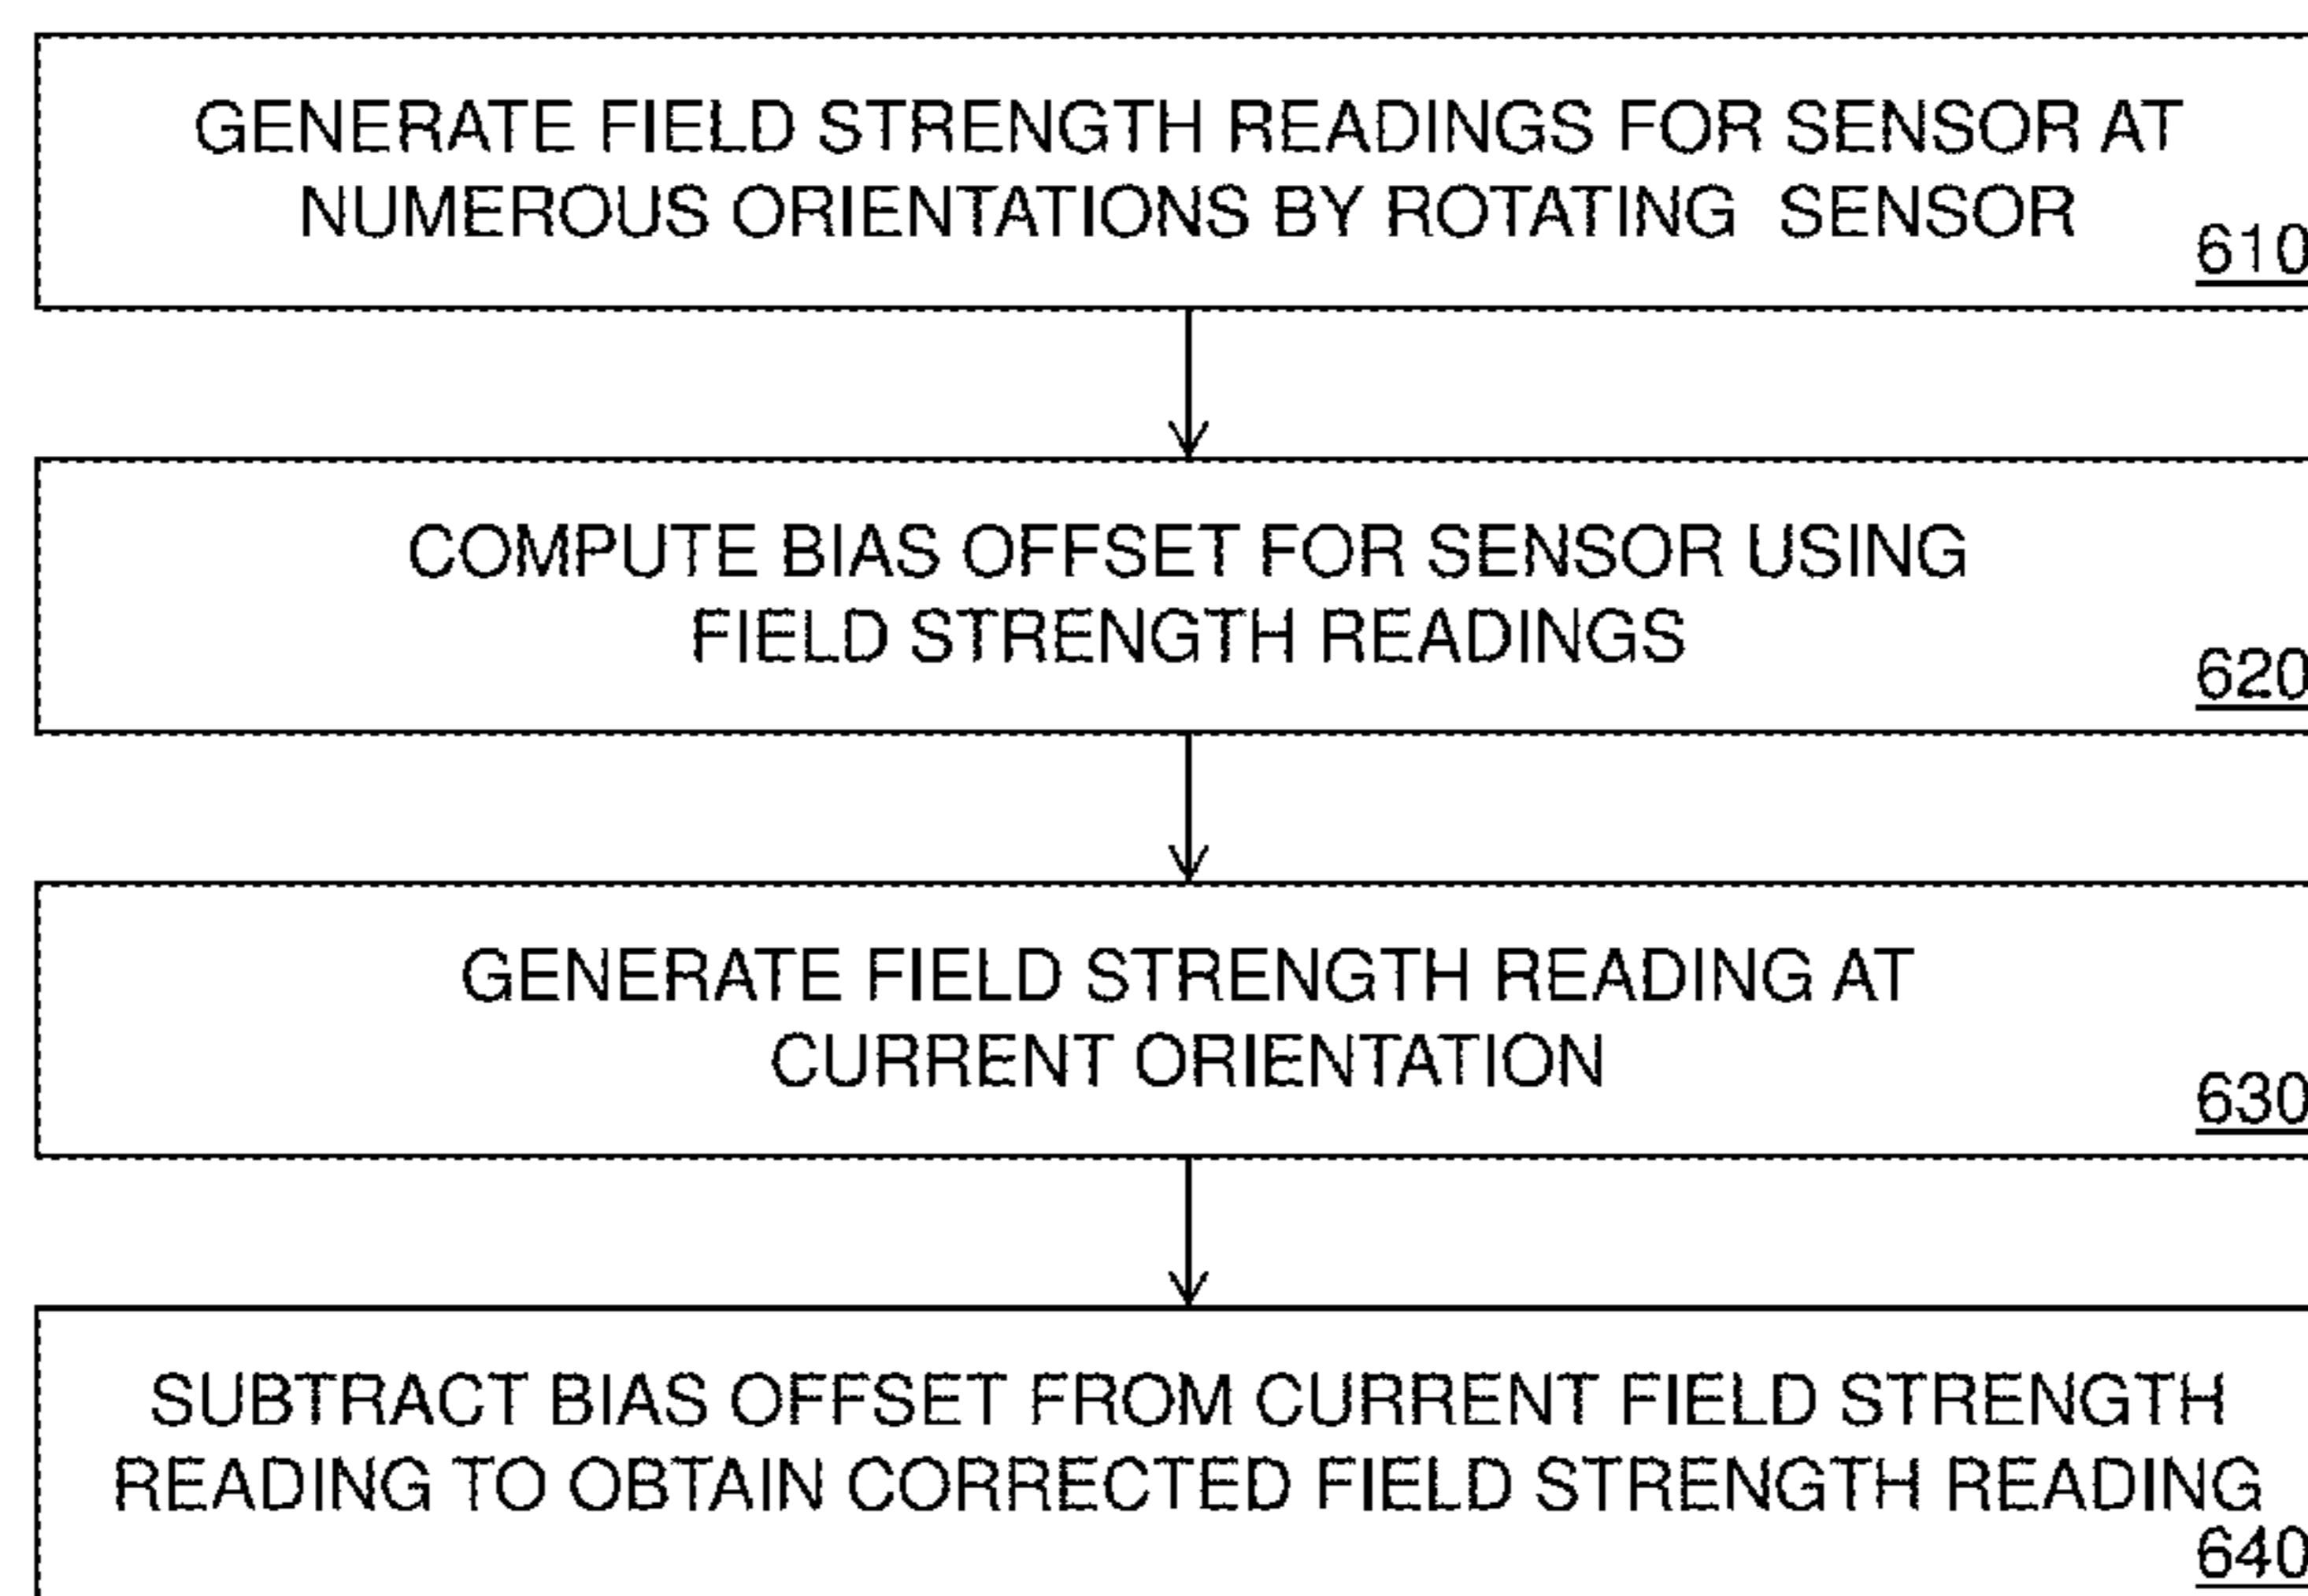 GENERATE FIELD STRENGTH READINGS FOR SENSOR AT
NUMEROUS ORIENTATIONS BY ROTATING SENSOR
610
COMPUTE BIAS OFFSET FOR SENSOR USING
FIELD STRENGTH READINGS
620
GENERATE FIELD STRENGTH READING AT
CURRENT ORIENTATION
630
SUBTRACT BIAS OFFSET FROM CURRENT FIELD STRENGTH
READING TO OBTAIN CORRECTED FIELD STRENGTH READING
640